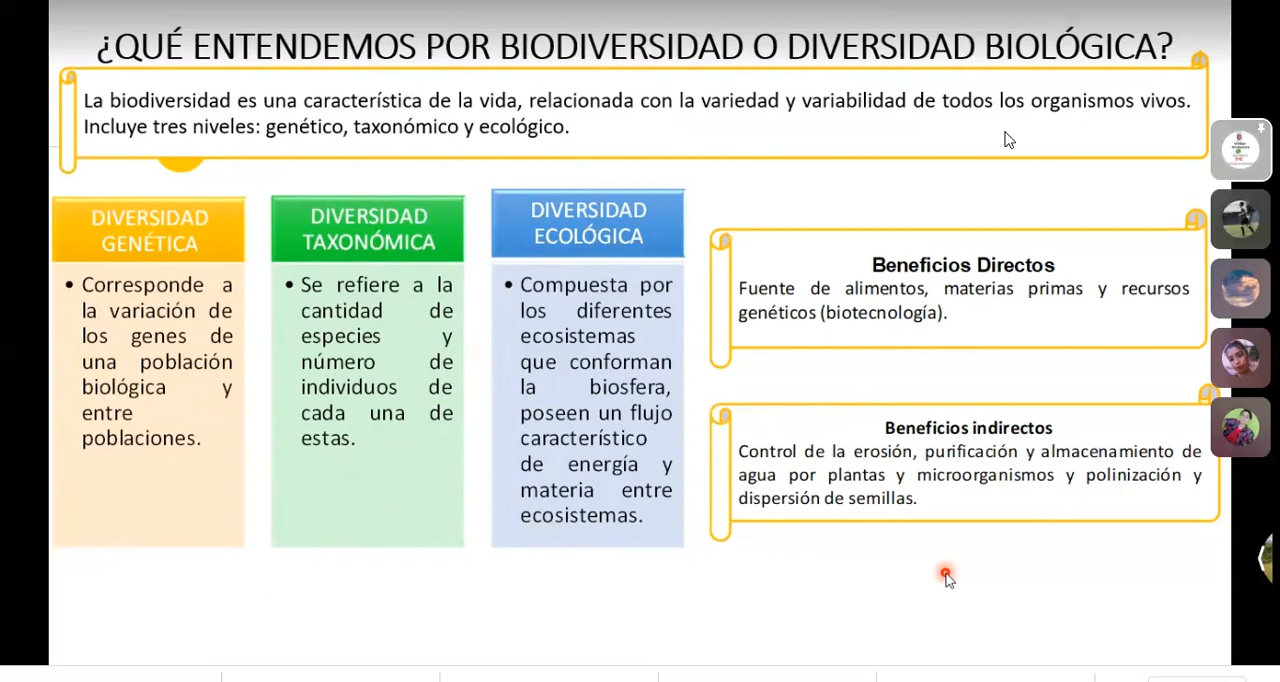 ¿QUÉ ENTENDEMOS POR BIODIVERSIDAD O DIVERSIDAD BIOLÓGICA?
La biodiversidad es una característica de la vida, relacionada con la variedad y variabilidad de todos los organismos vivos.
Incluye tres niveles: genético, taxonómico y ecológico.
DIVERSIDAD
GENÉTICA
• Corresponde a
la variación de
los genes de
una población
biológica y
entre
poblaciones.
DIVERSIDAD
TAXONÓMICA
• Se refiere a la
cantidad de
especies y
número de
individuos de
cada una de
estas.
DIVERSIDAD
ECOLÓGICA
• Compuesta por
los diferentes
ecosistemas
que conforman
la biosfera,
poseen un flujo
característico
de energía y
materia entre
ecosistemas.
Beneficios Directos
Fuente de alimentos, materias primas y recursos
genéticos (biotecnología).
Beneficios indirectos
Control de la erosión, purificación y almacenamiento de
agua por plantas y microorganismos y polinización y
dispersión de semillas.